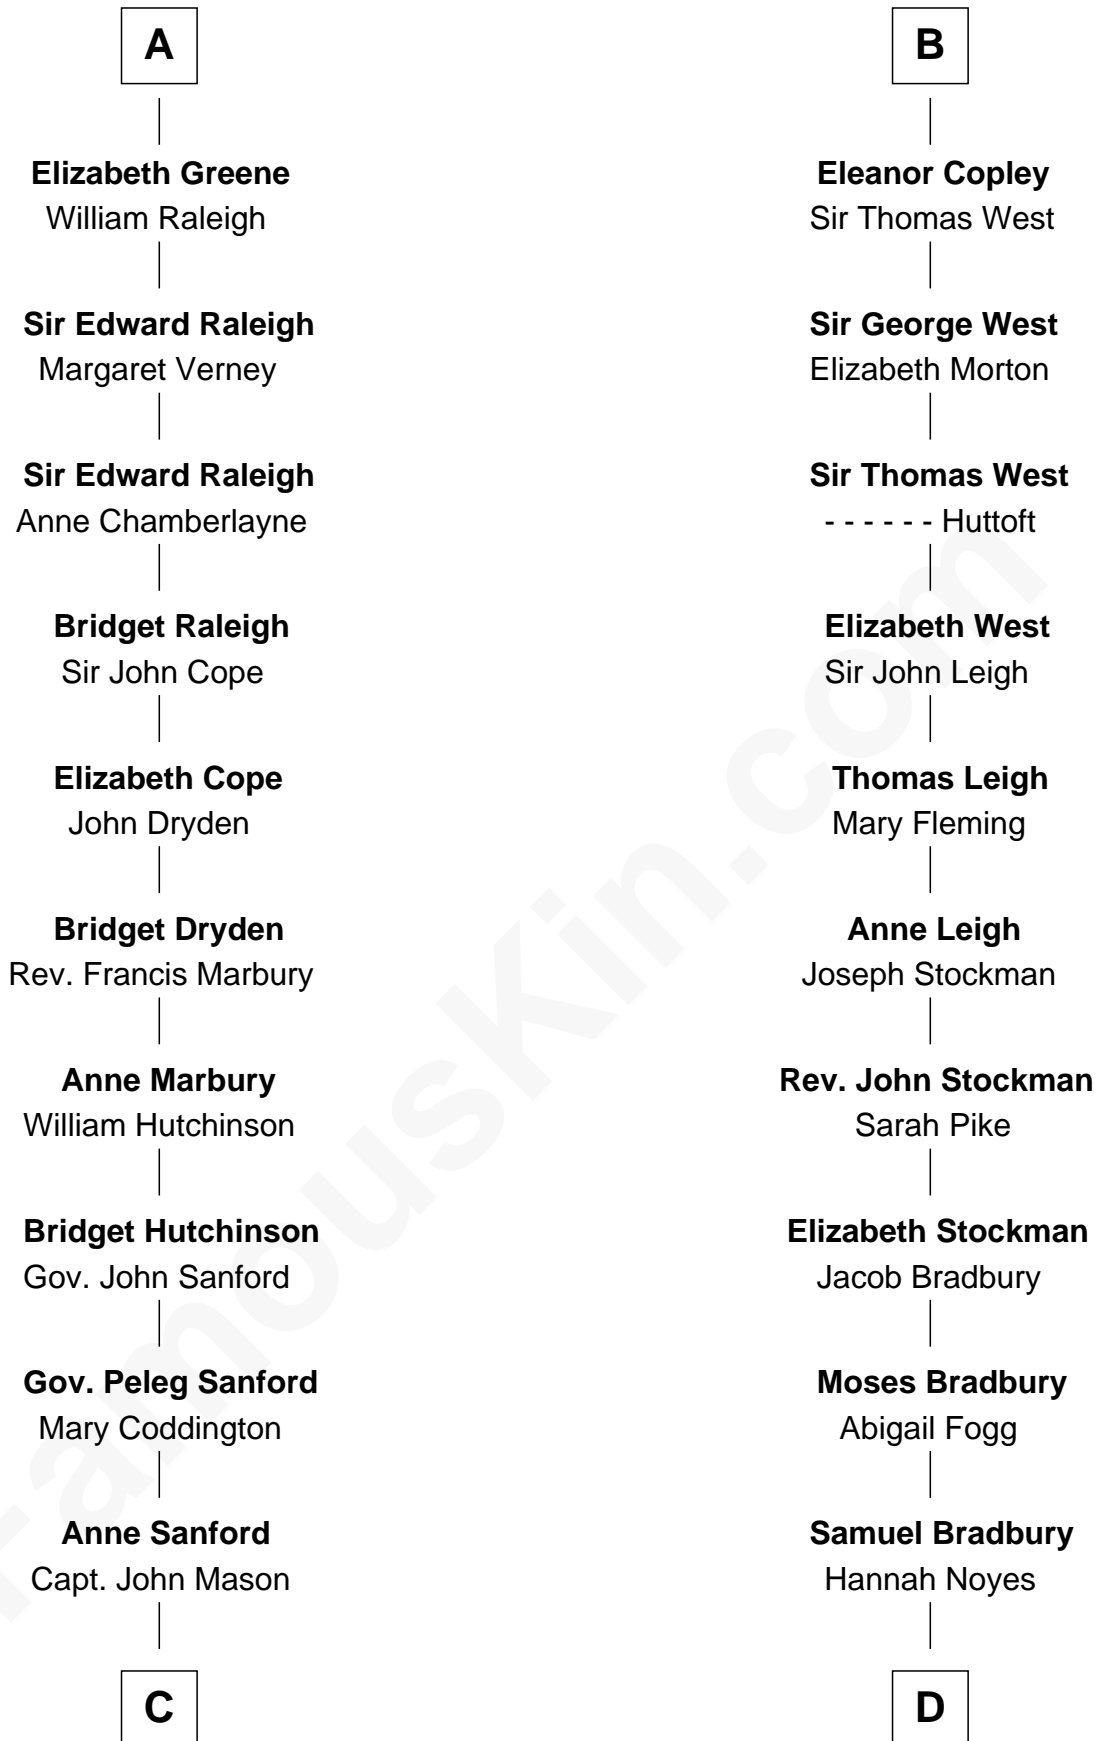 A
Elizabeth Greene
William Raleigh
Sir Edward Raleigh
Margaret Verney
Sir Edward Raleigh
Anne Chamberlayne
Bridget Raleigh
Sir John Cope
Elizabeth Cope
John Dryden
Bridget Dryden
Rev. Francis Marbury
Anne Marbury
William Hutchinson
Bridget Hutchinson
Gov. John Sanford
Gov. Peleg Sanford
Mary Coddington
Anne Sanford
Capt. John Mason
C
B
Eleanor Copley
Sir Thomas West
Sir George West
Elizabeth Morton
Sir Thomas West
- - - - - - Huttoft
Elizabeth West
Sir John Leigh
Thomas Leigh
Mary Fleming
Anne Leigh
Joseph Stockman
Rev. John Stockman
Sarah Pike
Elizabeth Stockman
Jacob Bradbury
Moses Bradbury
Abigail Fogg
Samuel Bradbury
Hannah Noyes
D
FamousKin.com